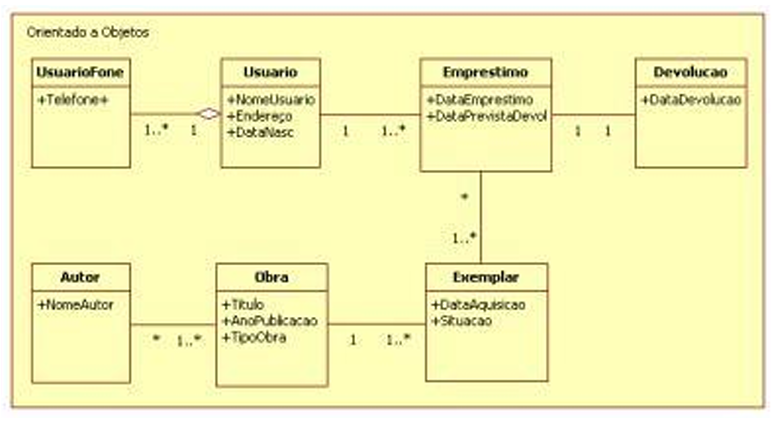 Orientado a Objetos
UsuarioFone
+Telefone+
Usuario
+NomeUsuario
+Endereço
+DataNasc
Emprestimo
+DataEmprestimo
+DataPrevistaDevol
Devolucao
+DataDevolucao
1..* 1
1 1..*
1 1
*
1..*
Autor
+NomeAutor
Obra
+Titulo
+AnoPublicacao
+TipoObra
Exemplar
+DataAquisicao
+Situacao
* 1..*
1 1..*